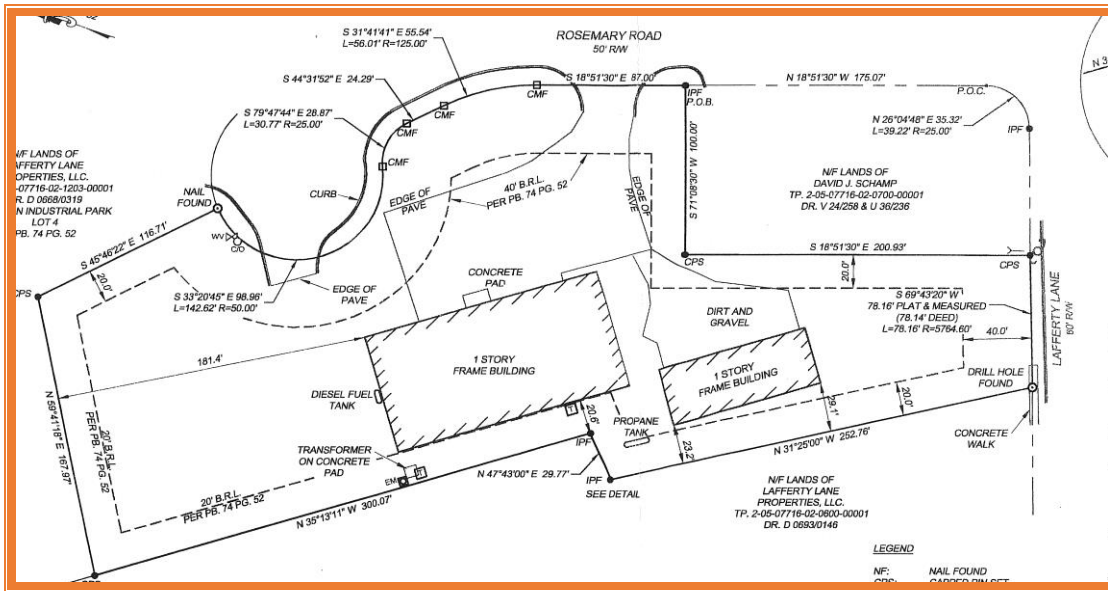 52
S 31°41'41" E 55.54'
L=56.01' R=125.00'
ROSEMARY ROAD
50' R/W
S 44°31'52" E 24.29'
S 18°51'30" E 87.00'
N 18°51'30" W 175.07'
IPF
P.O.B.
P.O.C.
CMF
S 79°47'44" E 28.87'
L=30.77' R=25.00'
CMF
CMF
N 26°04'48" E 35.32'
L=39.22' R=25.00'
IPF
CMF
N/F LANDS OF
AFFERTY LANE
OPERTIES, LLC.
-07716-02-1203-00001
R. D 0668/0319
N INDUSTRIAL PARK
LOT 4
PB. 74 PG. 52
NAIL
FOUND
CURB
EDGE OF
PAVE
40' B.R.L.
PER PB. 74 PG. 52
EDGE OF
PAVE
S 71°08'30" W 100.00'
N/F LANDS OF
DAVID J. SCHAMP
TP. 2-05-07716-02-0700-00001
DR. V 24/258 & U 36/236
S 45°46'22" E 116.71'
WV
C/O
S 18°51'30" E 200.93'
CPS
CPS
20.0'
20.0'
CPS
EDGE OF
PAVE
S 33°20'45" E 98.96'
L=142.62' R=50.00'
CONCRETE
PAD
DIRT AND
GRAVEL
S 69°43'20" W
78.16' PLAT & MEASURED
(78.14' DEED)
L=78.16' R=5764.60'
LAFFERTY LANE
60' R/W
40.0'
181.4'
1 STORY
FRAME BUILDING
1 STORY
FRAME BUILDING
DRILL HOLE
FOUND
DIESEL FUEL
TANK
N 59°41'18" E 167.97'
20' B.R.L.
PER PB. 74 PG. 52
20.6'
T
PROPANE
TANK
29.1'
20.0'
CONCRETE
WALK
23.2'
IPF
TRANSFORMER
ON CONCRETE
PAD
EM
N 47°43'00" E 29.77'
IPF
SEE DETAIL
N 31°25'00" W 252.76'
20' B.R.L.
PER PB. 74 PG. 52
N 35°13'11" W 300.07'
N/F LANDS OF
LAFFERTY LANE
PROPERTIES, LLC.
TP. 2-05-07716-02-0600-00001
DR. D 0693/0146
LEGEND
NF: NAIL FOUND
CPS: CAPPED PIN SET